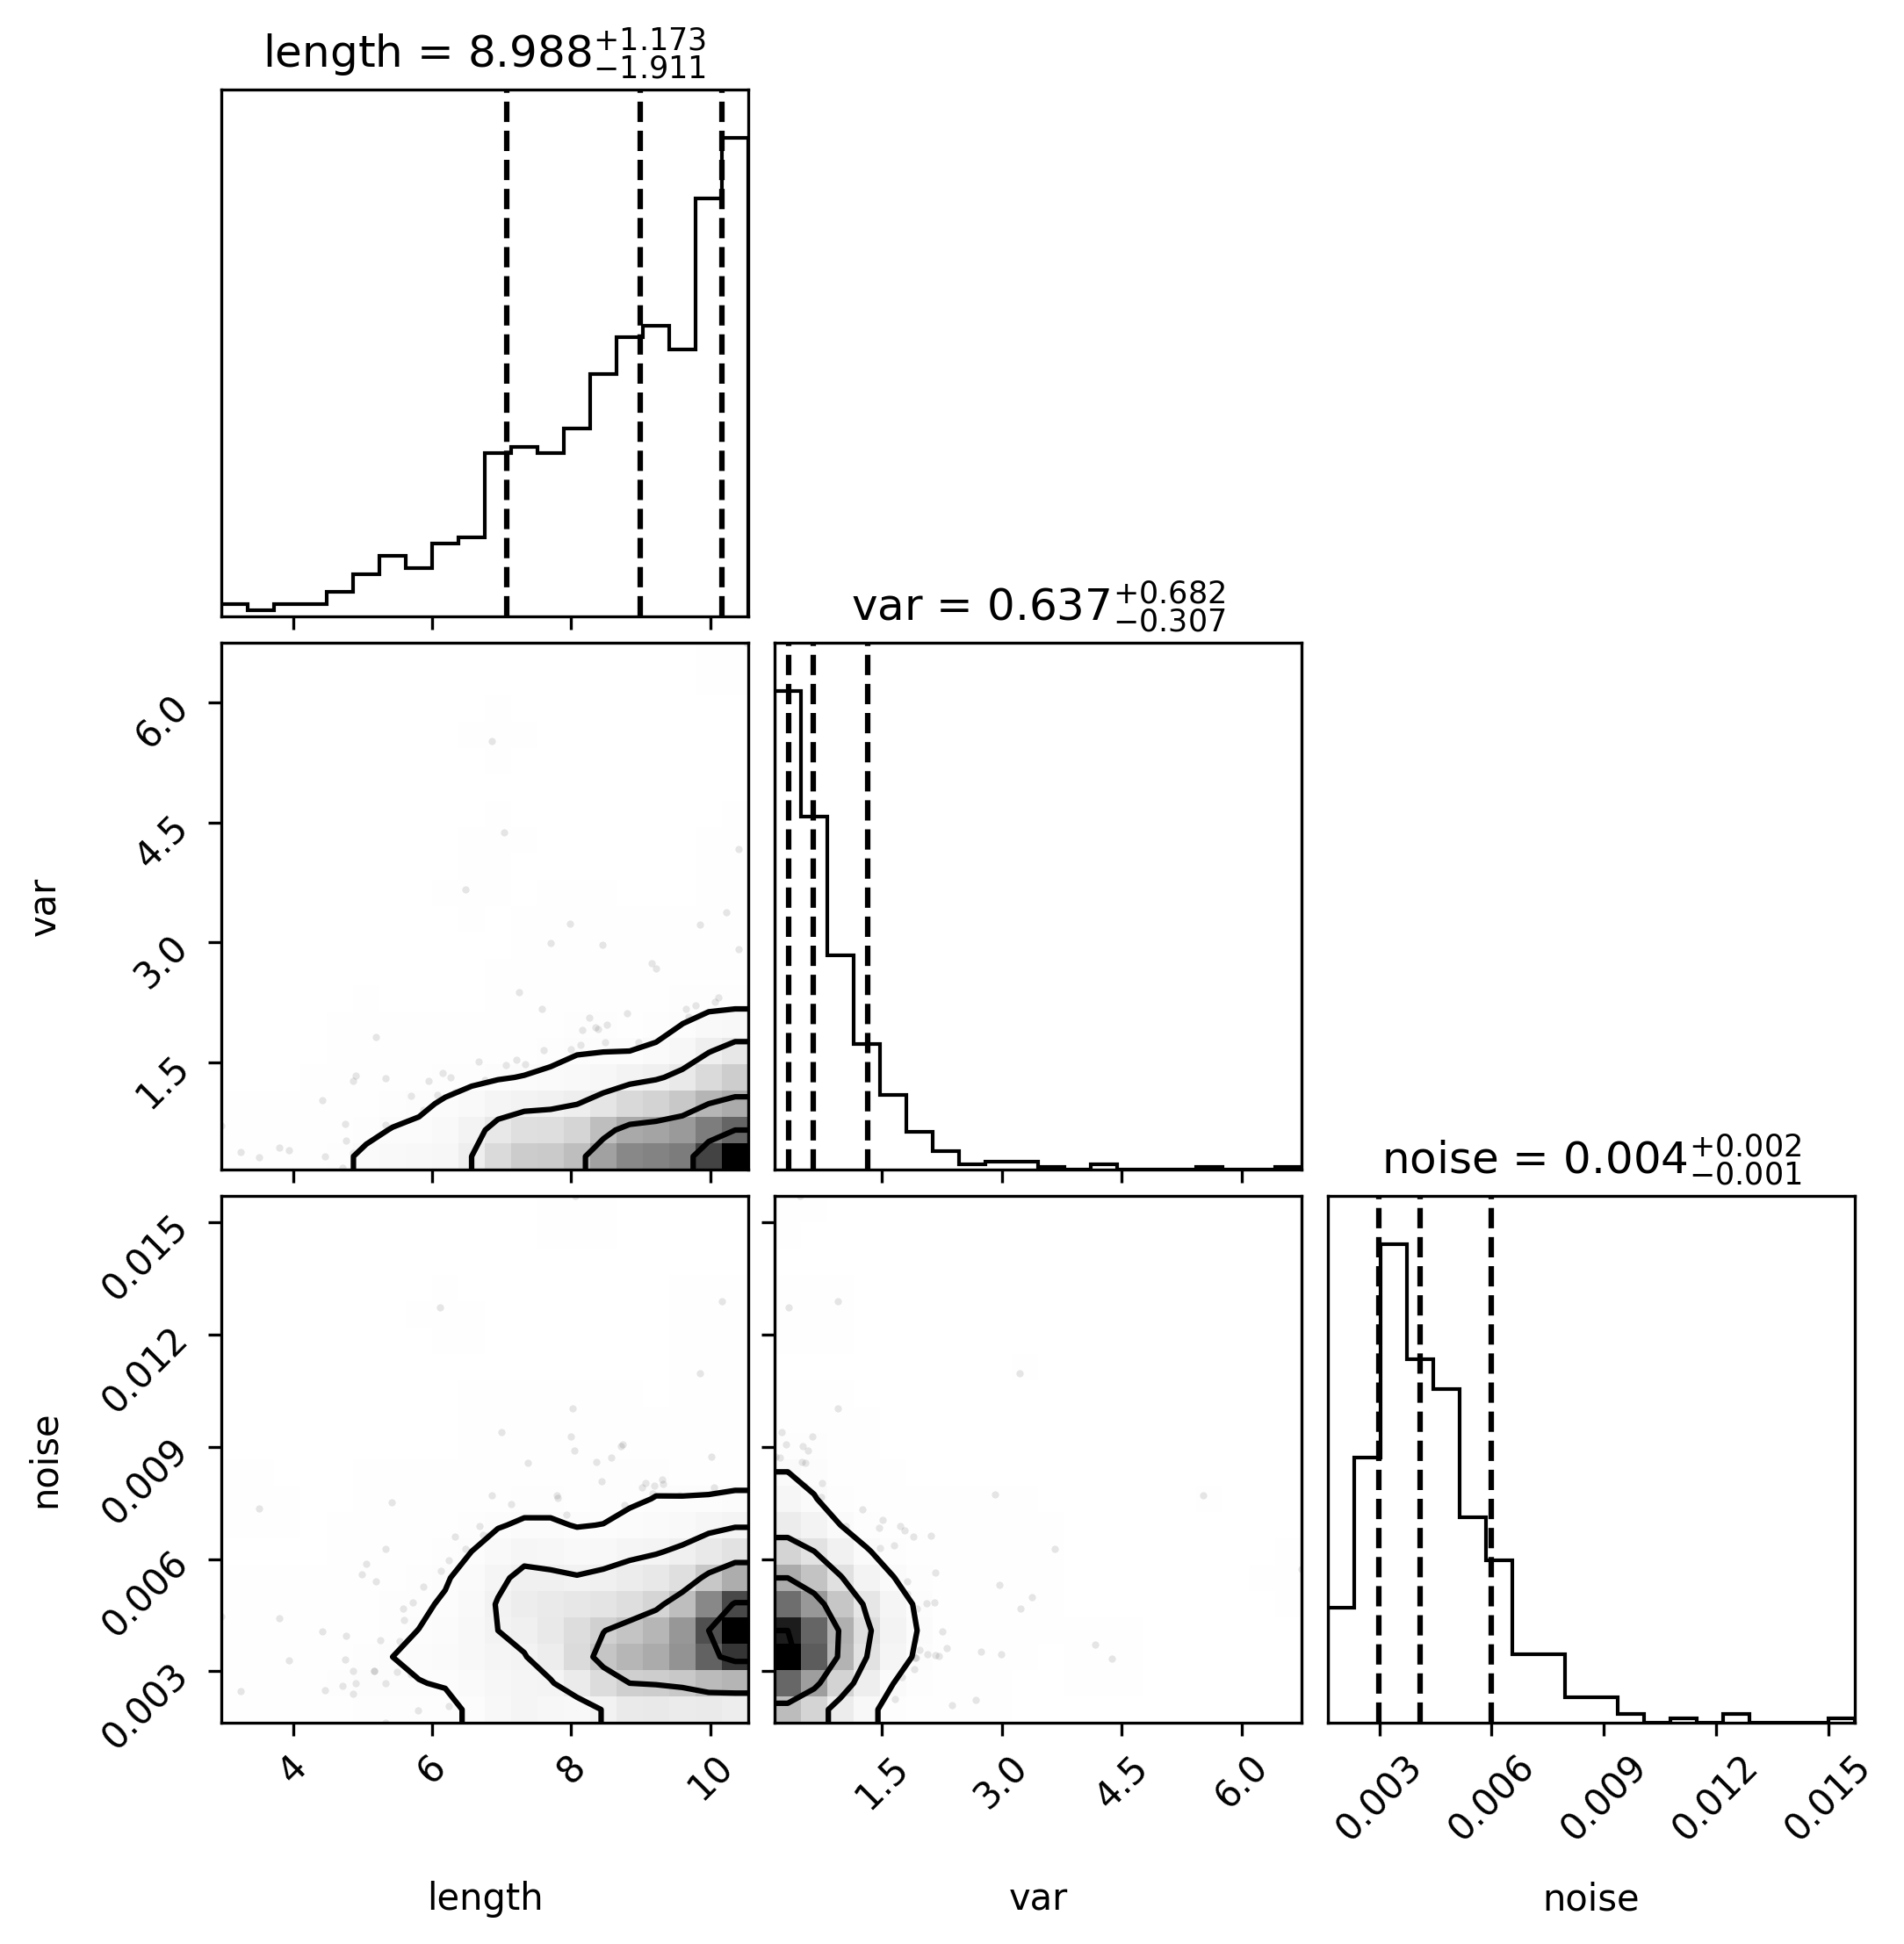 length = 8.988+1.173 −1.911
var = 0.637+0.682 −0.307
6.0
4.5
3.0
1.5
var
noise = 0.004+0.002 −0.001
0.015
0.012
0.009
0.006
0.003
noise
4 6 8 10
1.5 3.0 4.5 6.0
0.003 0.006 0.009 0.012 0.015
length var noise